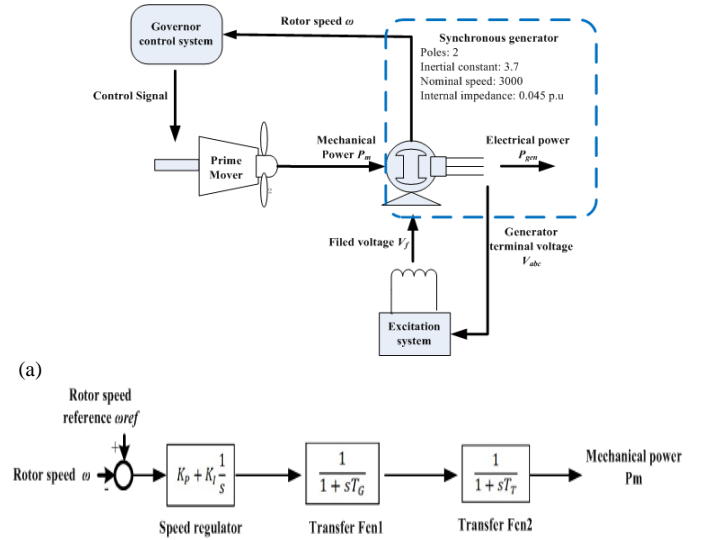 Governor
control system
Rotor speed ω
Synchronous generator
Poles: 2
Inertial constant: 3.7
Nominal speed: 3000
Internal impedance: 0.045 p.u
Control Signal
Prime
Mover
Mechanical
Power Pm
Electrical power
Pgen
Filed voltage Vf
Generator
terminal voltage
Vabc
Excitation
system
(a)
Rotor speed
reference ωref
+
Rotor speed ω
-
KP + KI 1/s
1/(1 + sTG)
1/(1 + sTT)
Mechanical power
Pm
Speed regulator
Transfer Fcn1
Transfer Fcn2